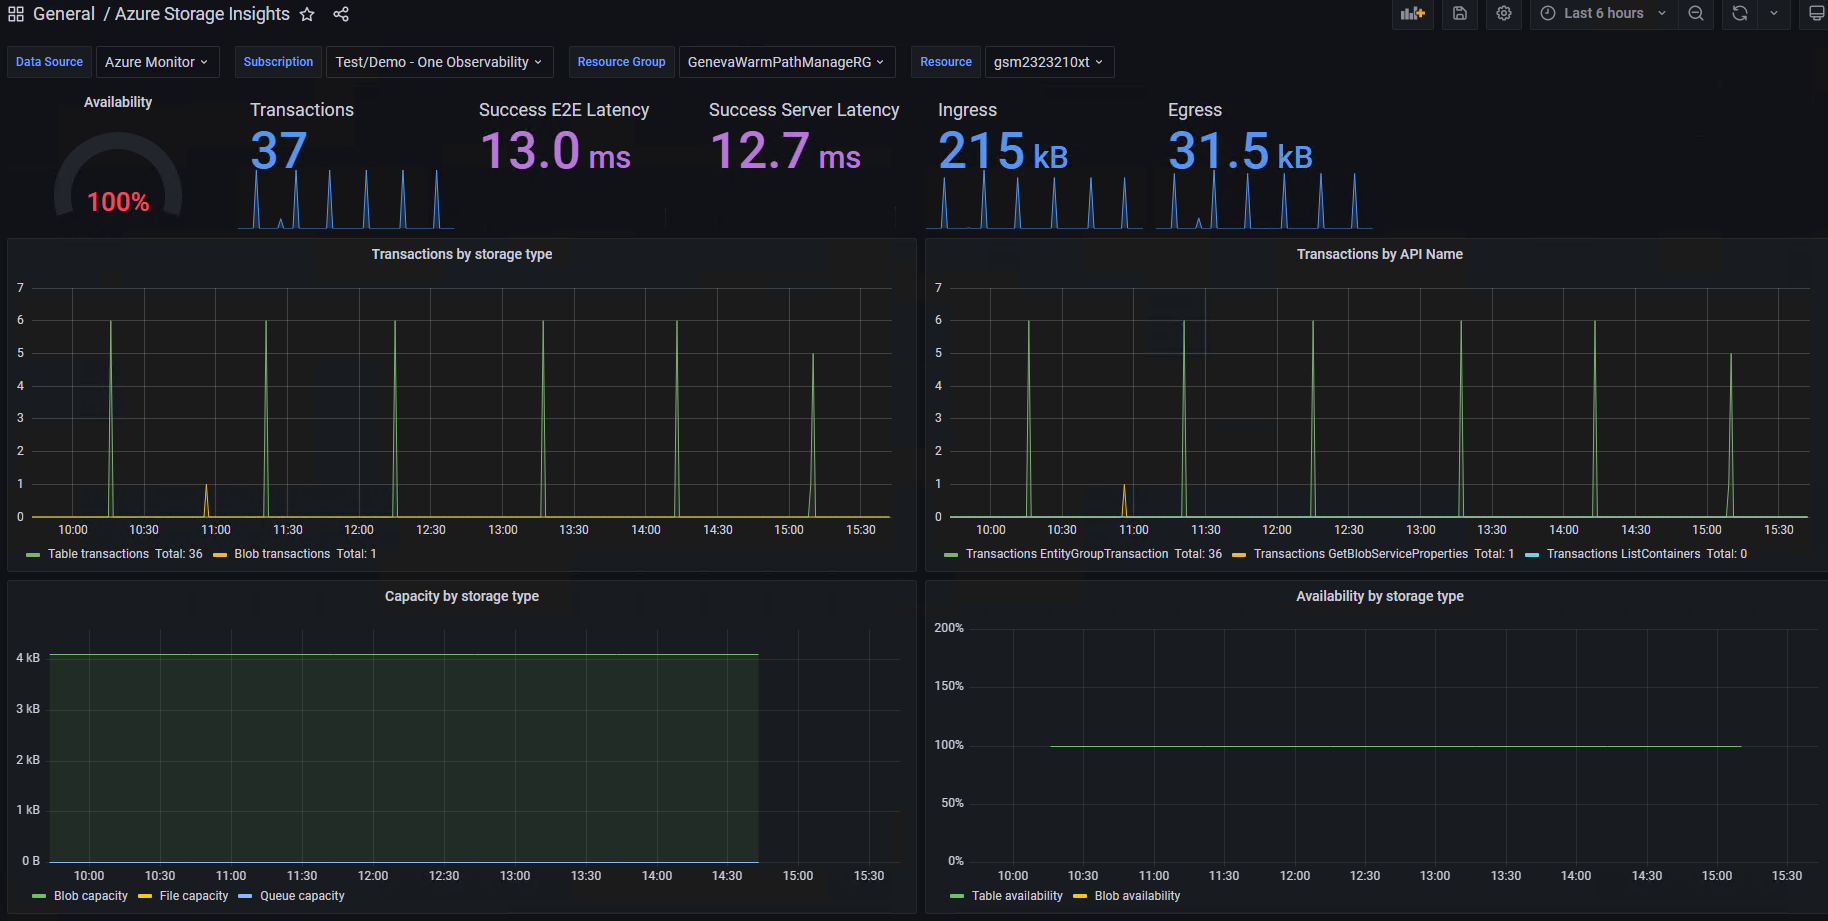 General / Azure Storage Insights
Last 6 hours
Data Source Azure Monitor Subscription Test/Demo - One Observability Resource Group GenevaWarmPathManageRG Resource gsm2323210xt
Availability
100%
Transactions
37
Success E2E Latency
13.0 ms
Success Server Latency
12.7 ms
Ingress
215 kB
Egress
31.5 kB
Transactions by storage type
7
6
5
4
3
2
1
0
10:00 10:30 11:00 11:30 12:00 12:30 13:00 13:30 14:00 14:30 15:00 15:30
Table transactions Total: 36 Blob transactions Total: 1
Transactions by API Name
7
6
5
4
3
2
1
0
10:00 10:30 11:00 11:30 12:00 12:30 13:00 13:30 14:00 14:30 15:00 15:30
Transactions EntityGroupTransaction Total: 36 Transactions GetBlobServiceProperties Total: 1 Transactions ListContainers Total: 0
Capacity by storage type
4 kB
3 kB
2 kB
1 kB
0 B
10:00 10:30 11:00 11:30 12:00 12:30 13:00 13:30 14:00 14:30 15:00 15:30
Blob capacity File capacity Queue capacity
Availability by storage type
200%
150%
100%
50%
0%
10:00 10:30 11:00 11:30 12:00 12:30 13:00 13:30 14:00 14:30 15:00 15:30
Table availability Blob availability